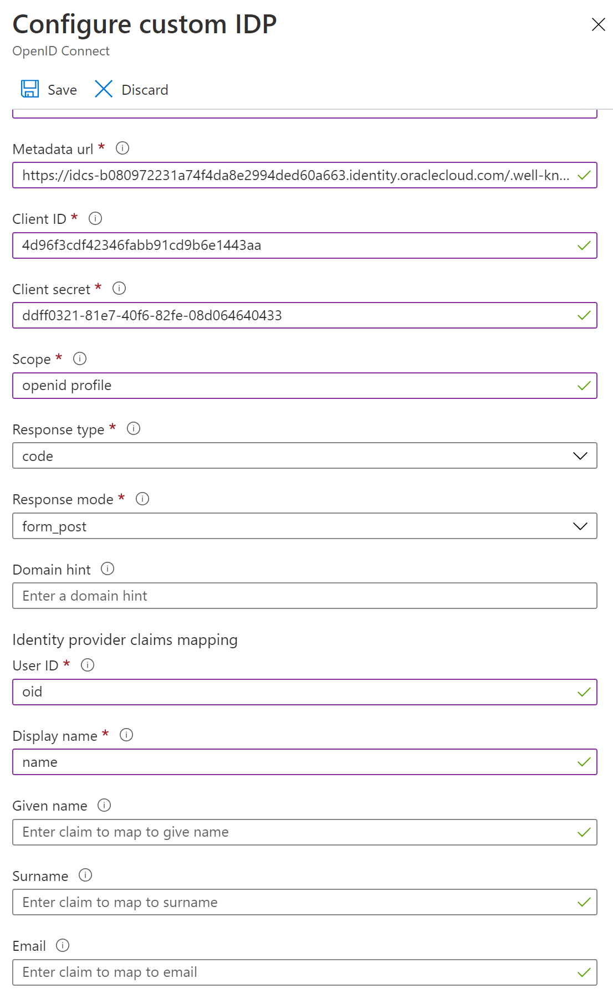 Configure custom IDP
OpenID Connect
Save Discard
Metadata url *
https://idcs-b080972231a74f4da8e2994ded60a663.identity.oraclecloud.com/.well-kn...
Client ID *
4d96f3cdf42346fabb91cd9b6e1443aa
Client secret *
ddff0321-81e7-40f6-82fe-08d064640433
Scope *
openid profile
Response type *
code
Response mode *
form_post
Domain hint
Enter a domain hint
Identity provider claims mapping
User ID *
oid
Display name *
name
Given name
Enter claim to map to give name
Surname
Enter claim to map to surname
Email
Enter claim to map to email